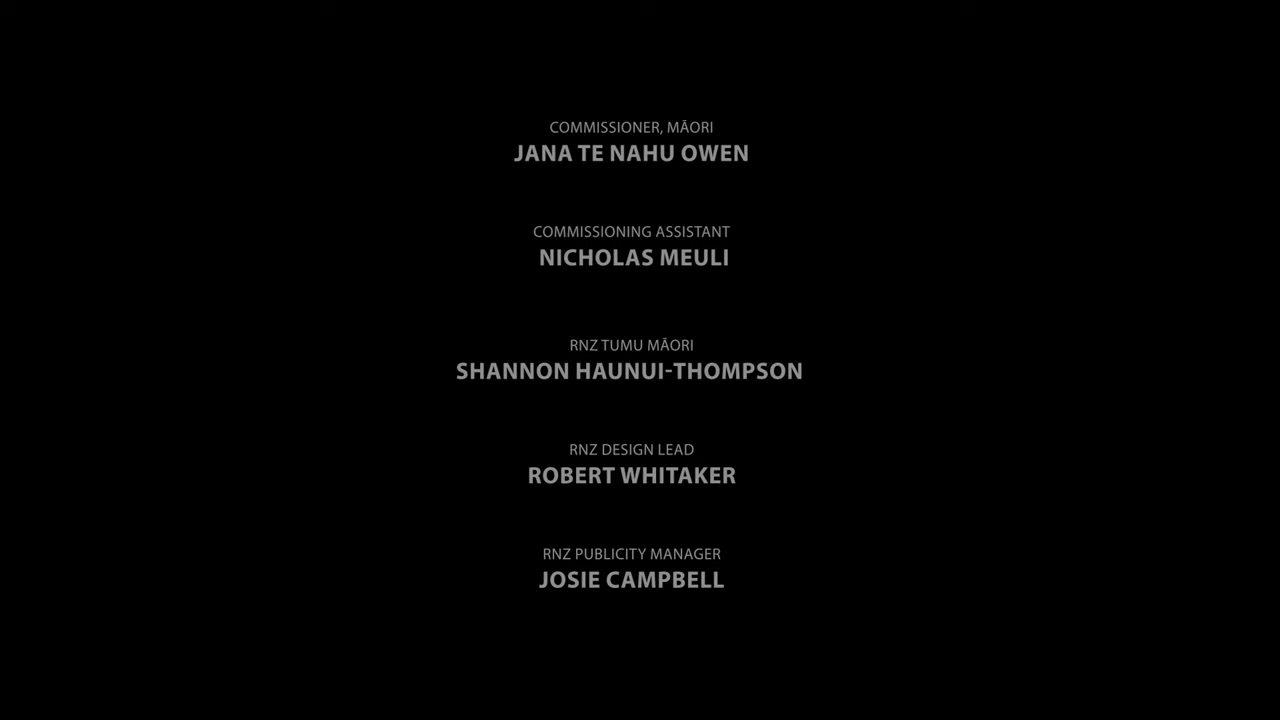 COMMISSIONER, MĀORI
JANA TE NAHU OWEN
COMMISSIONING ASSISTANT
NICHOLAS MEULI
RNZ TUMU MĀORI
SHANNON HAUNUI-THOMPSON
RNZ DESIGN LEAD
ROBERT WHITAKER
RNZ PUBLICITY MANAGER
JOSIE CAMPBELL